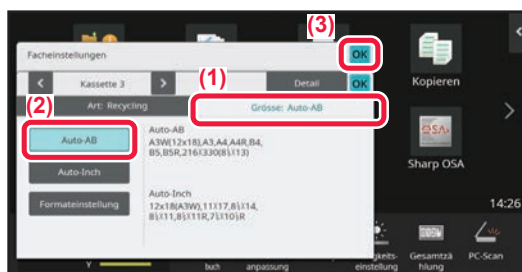 (3)
Facheinstellungen
OK
(1)
Kassette 3
Detail
OK
Kopieren
(2)
Art: Recycling
Grösse: Auto-AB
Auto-AB
Auto-AB
A3W(12x18),A3,A4,A4R,B4,
B5,B5R,216X330(8½X13)
Auto-Inch
Sharp OSA
Formateinstellung
Auto-Inch
12x18(A3W),11X17,8½X14,
8½X11,8½X11R,7¼X10½R
14:26
Y
buch
anpassung
gkeits-
einstellung
Gesamtzä
hlung
PC-Scan